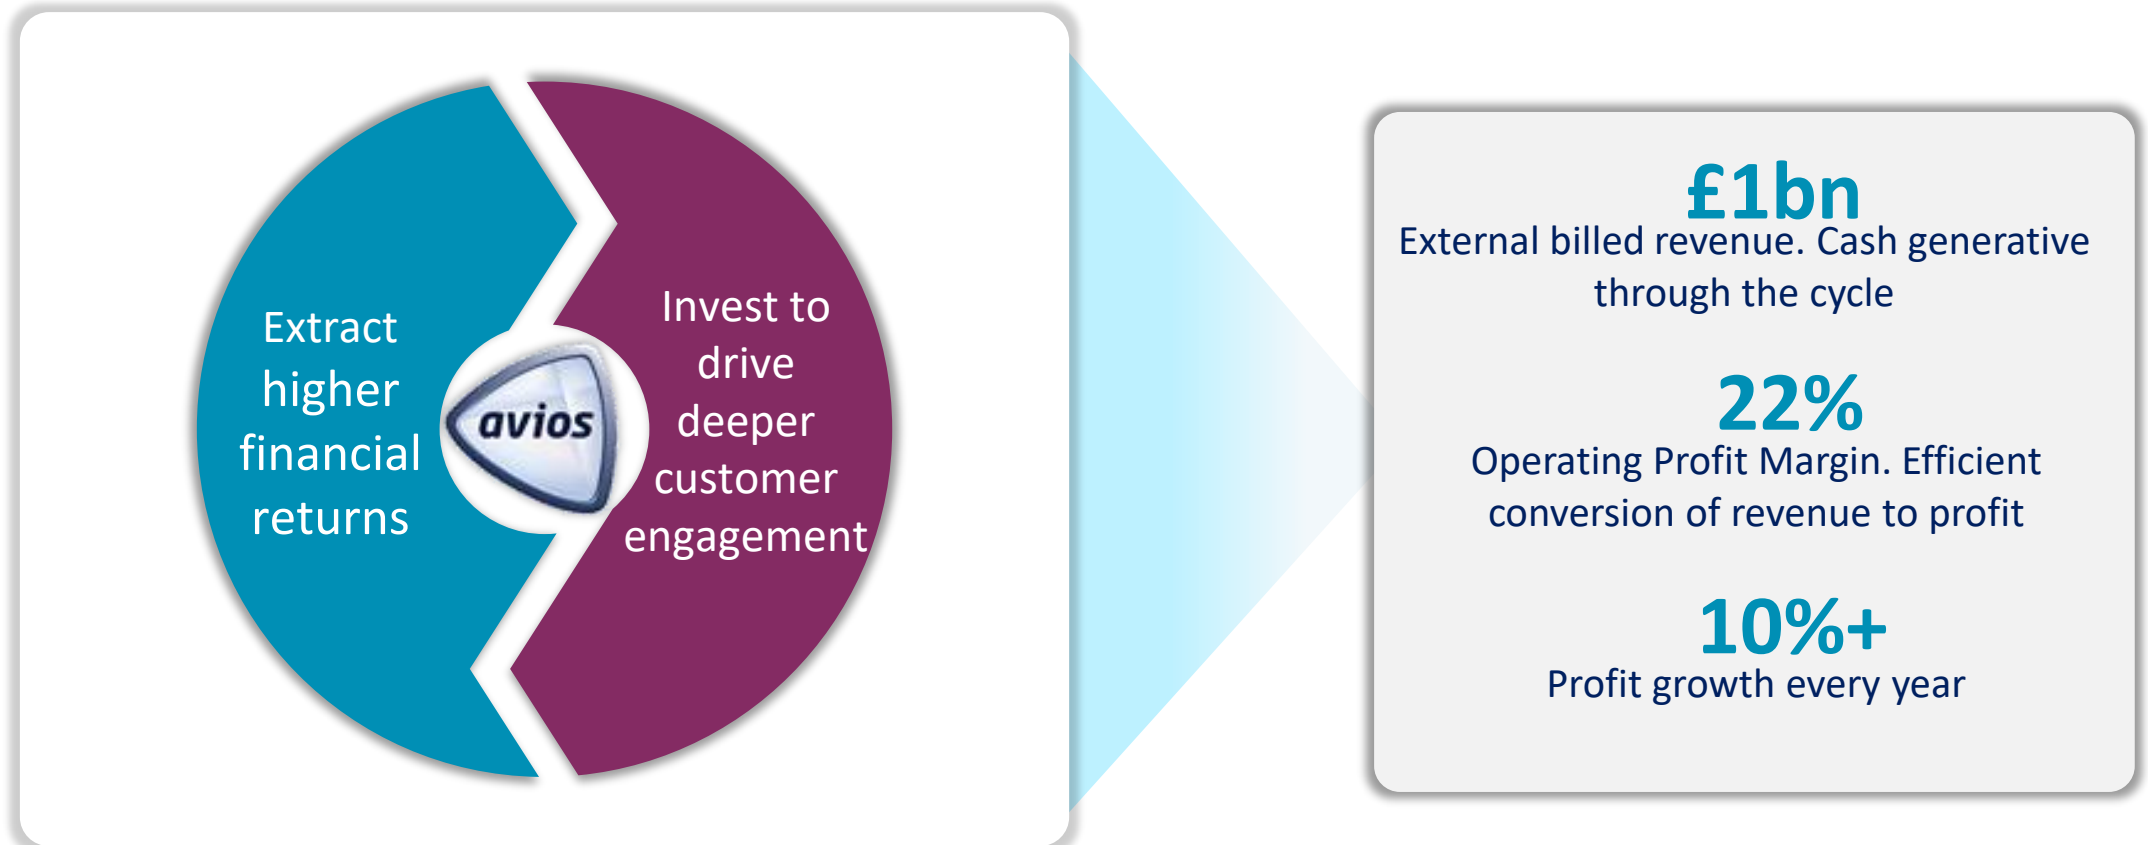 Extract
higher
financial
returns
avios
Invest to
drive
deeper
customer
engagement
£1bn
External billed revenue. Cash generative
through the cycle
22%
Operating Profit Margin. Efficient
conversion of revenue to profit
10%+
Profit growth every year